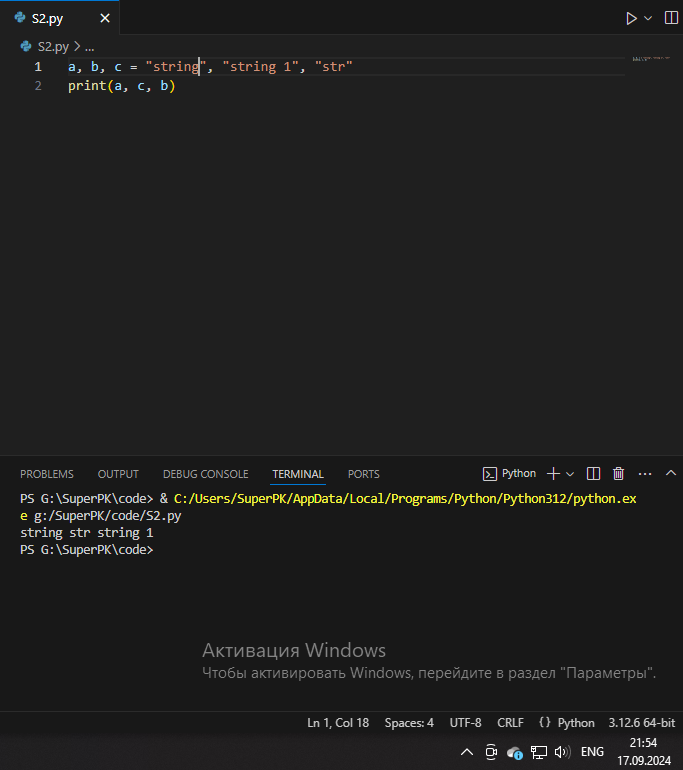 S2.py
S2.py > ...
1 a, b, c = "string", "string 1", "str"
2 print(a, c, b)
PROBLEMS OUTPUT DEBUG CONSOLE TERMINAL PORTS
Python
PS G:\SuperPK\code> & C:/Users/SuperPK/AppData/Local/Programs/Python/Python312/python.ex
e g:/SuperPK/code/S2.py
string str string 1
PS G:\SuperPK\code>
Активация Windows
Чтобы активировать Windows, перейдите в раздел "Параметры".
Ln 1, Col 18 Spaces: 4 UTF-8 CRLF {} Python 3.12.6 64-bit
ENG
21:54
17.09.2024